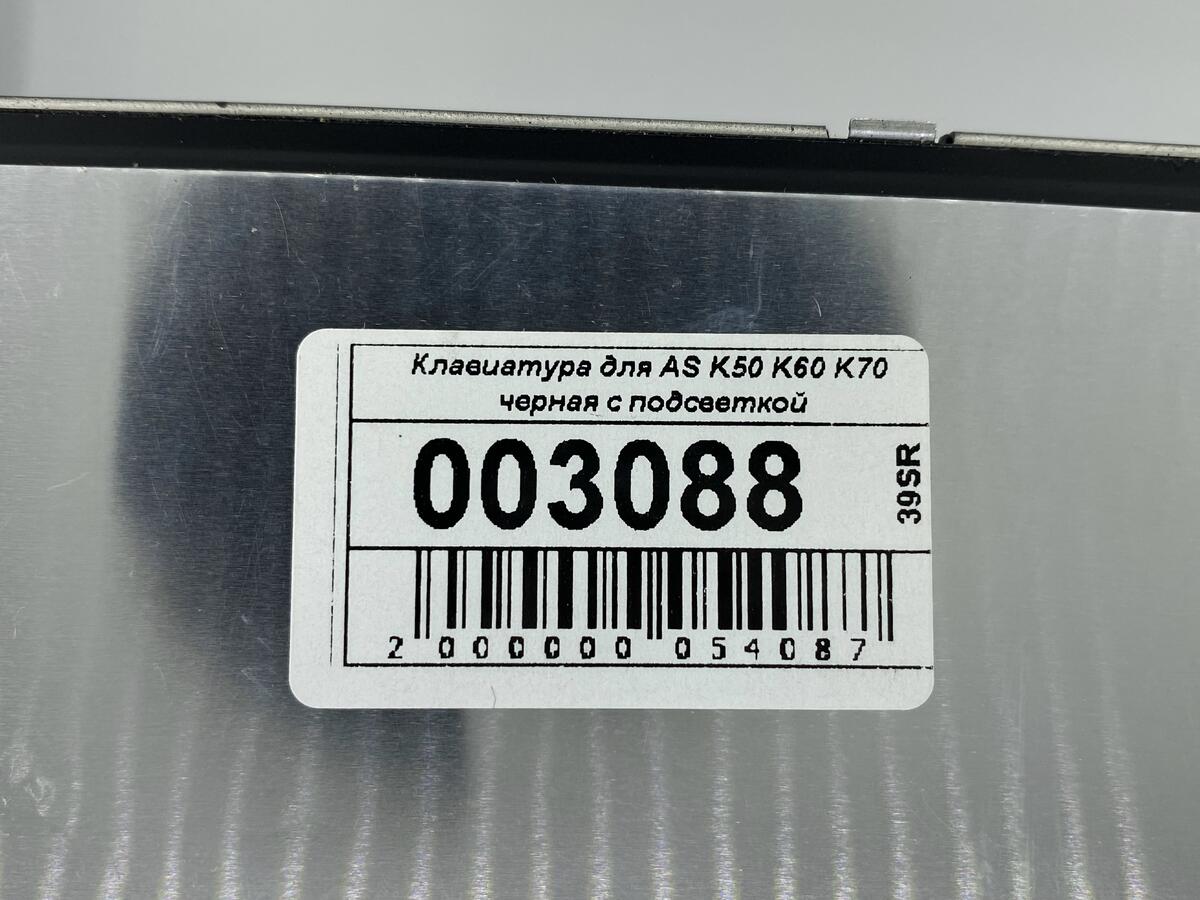 Клавиатура для AS K50 K60 K70
черная с подсветкой
003088
39SR
2 000000 054087